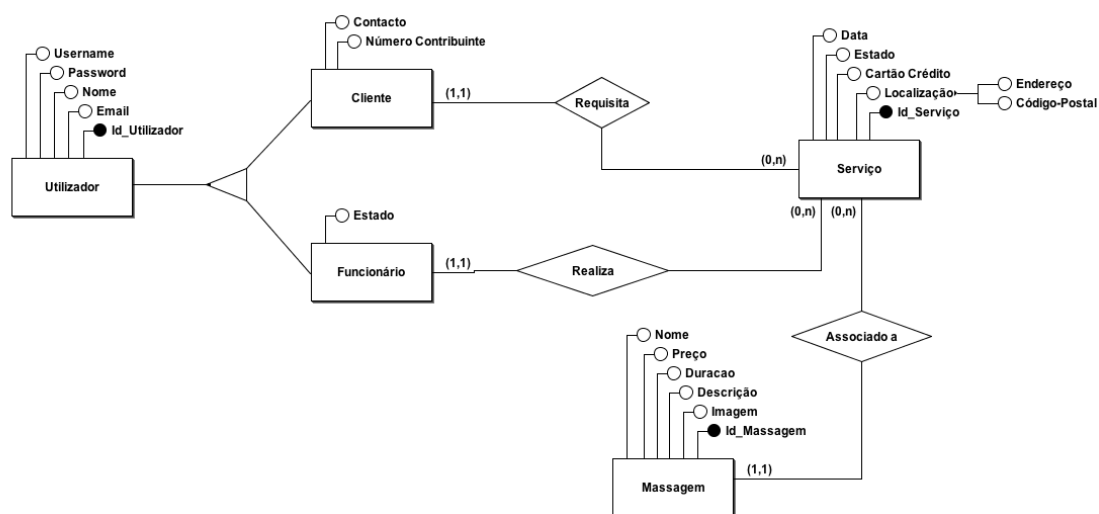 Username
Password
Nome
Email
Id_Utilizador
Utilizador
Contacto
Número Contribuinte
Cliente
(1,1)
Requisita
(0,n)
Data
Estado
Cartão Crédito
Localização
Endereço
Código-Postal
Id_Serviço
Serviço
(0,n)
(0,n)
Estado
Funcionário
(1,1)
Realiza
Associado a
Nome
Preço
Duracao
Descrição
Imagem
Id_Massagem
Massagem
(1,1)